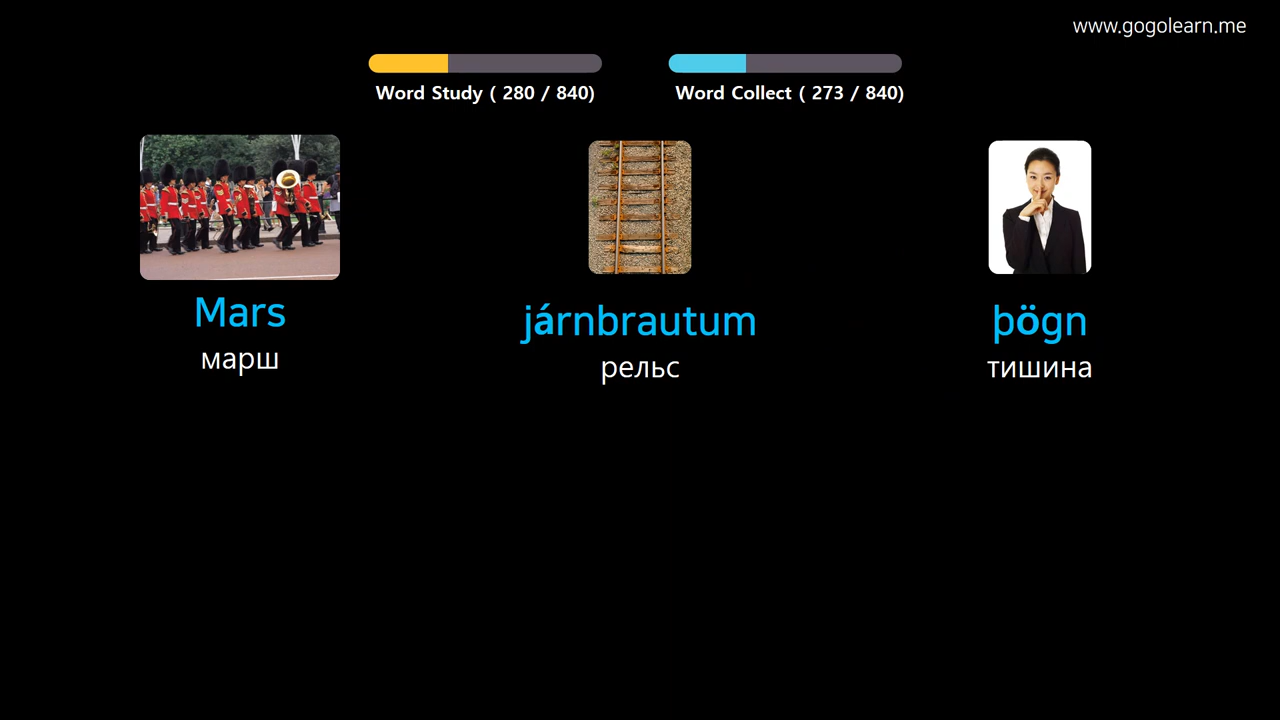 www.gogolearn.me
Word Study ( 280 / 840)
Word Collect ( 273 / 840)
Mars
марш
járnbrautum
рельс
þögn
тишина